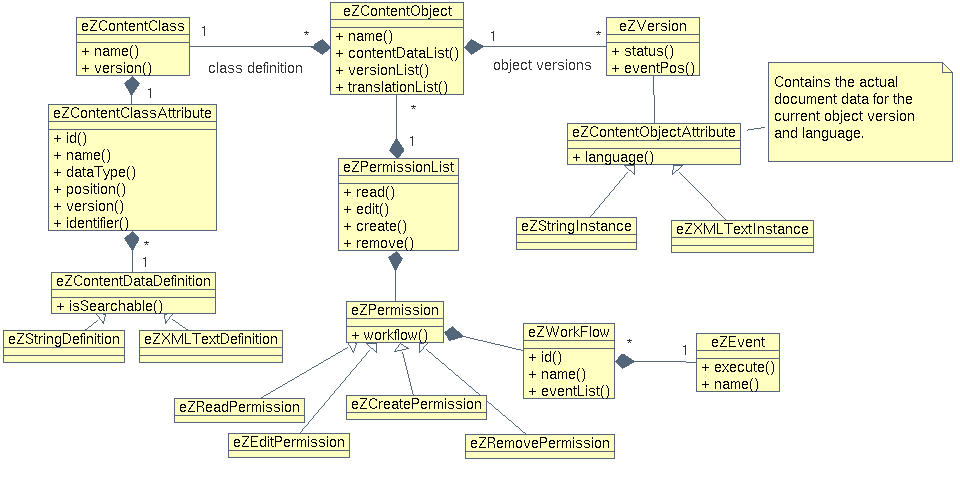 eZContentClass
+ name()
+ version()
1
*
class definition
eZContentObject
+ name()
+ contentDataList()
+ versionList()
+ translationList()
1
*
object versions
eZVersion
+ status()
+ eventPos()
Contains the actual
document data for the
current object version
and language.
1
eZContentClassAttribute
+ id()
+ name()
+ dataType()
+ position()
+ version()
+ identifier()
*
1
eZPermissionList
+ read()
+ edit()
+ create()
+ remove()
eZContentObjectAttribute
+ language()
eZStringInstance
eZXMLTextInstance
*
1
eZContentDataDefinition
+ isSearchable()
eZStringDefinition
eZXMLTextDefinition
eZPermission
+ workflow()
eZWorkFlow
+ id()
+ name()
+ eventList()
*
1
eZEvent
+ execute()
+ name()
eZReadPermission
eZCreatePermission
eZEditPermission
eZRemovePermission